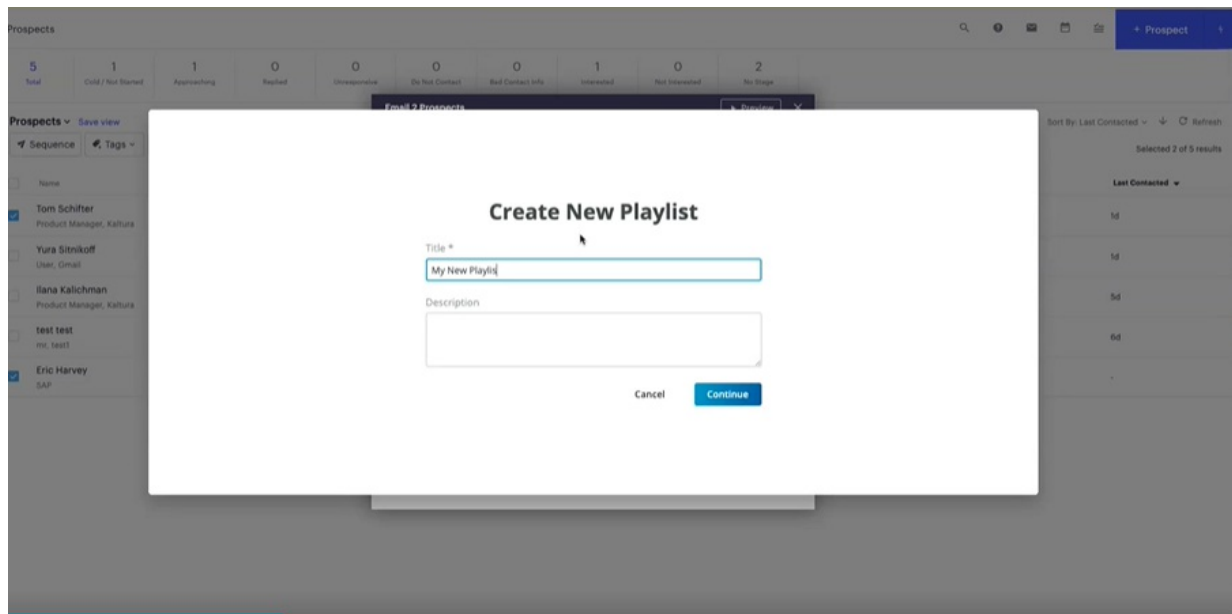 Prospects
+ Prospect
5 1 1 0 0 0 0 1 0 2
Total Cold / Not Started Approaching Replied Unresponsive Do Not Contact Bad Contact Info Interested Not Interested No Stage
Email 2 Prospects Preview
Prospects Save view Sort By: Last Contacted Refresh
Sequence Tags Selected 2 of 5 results
Name Last Contacted
Create New Playlist
Title *
My New Playlis
Description
Cancel Continue
Tom Schifter 1d
Product Manager, Kaltura
Yura Sitnikoff 1d
User, Gmail
Ilana Kalichman 5d
Product Manager, Kaltura
test test 6d
mr, test1
Eric Harvey -
SAP